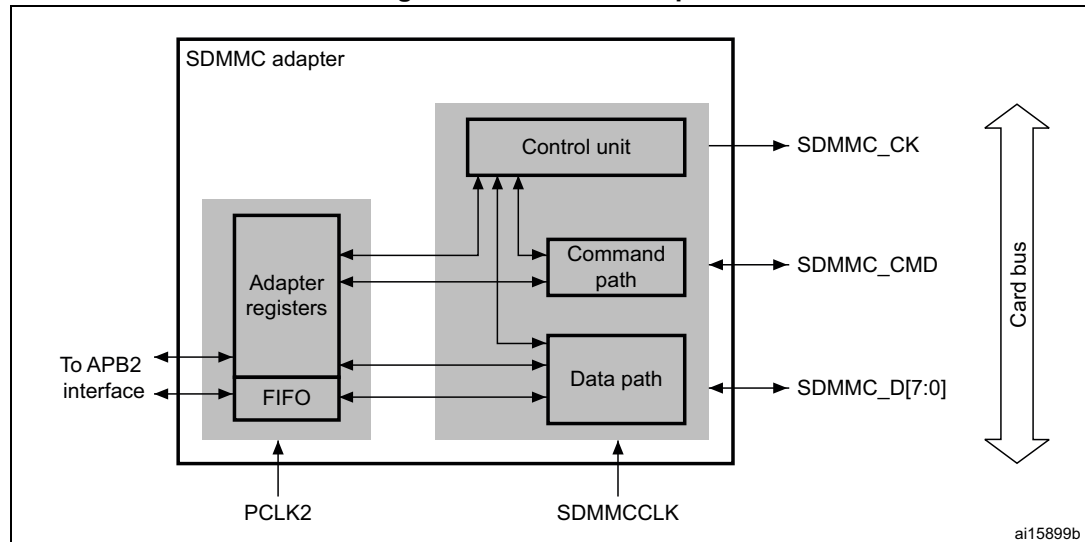 SDMMC adapter
Control unit
SDMMC_CK
Command
path
SDMMC_CMD
Adapter
registers
Card bus
To APB2
interface
FIFO
Data path
SDMMC_D[7:0]
PCLK2
SDMMCCLK
ai15899b